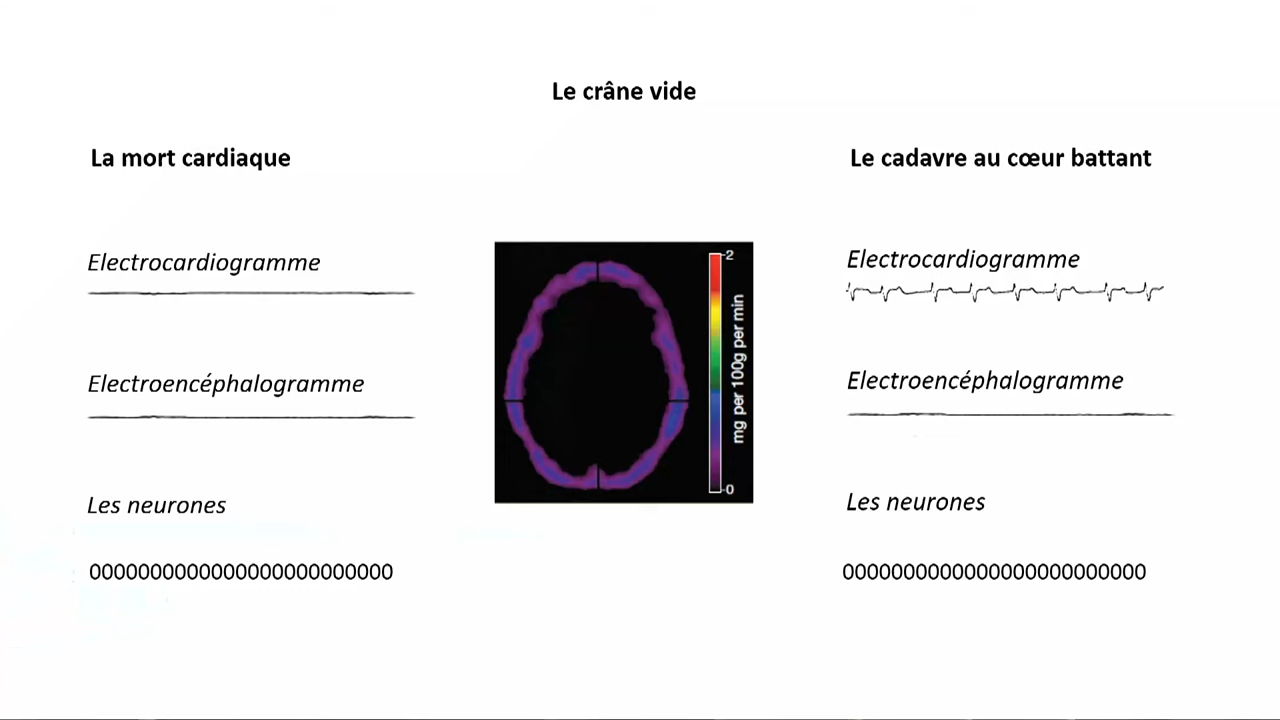 Le crâne vide
La mort cardiaque
Le cadavre au cœur battant
Electrocardiogramme
Electroencéphalogramme
Les neurones
0000000000000000000000000
2
mg per 100g per min
0
Electrocardiogramme
Electroencéphalogramme
Les neurones
0000000000000000000000000